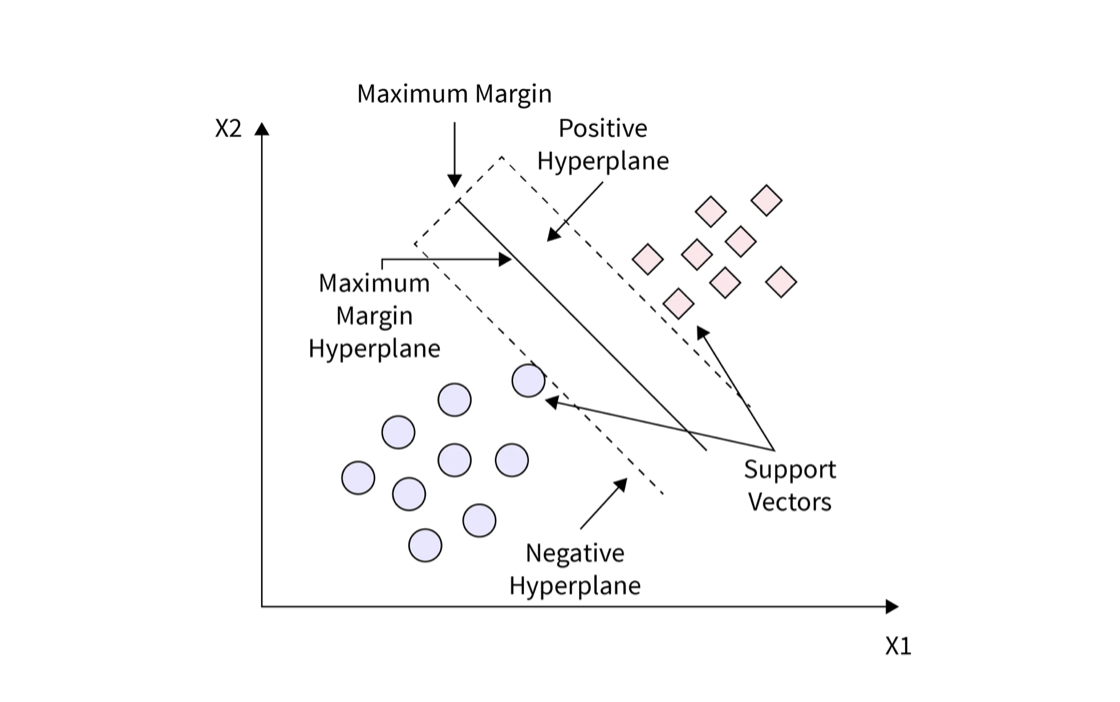 Maximum Margin
X2
Positive
Hyperplane
Maximum
Margin
Hyperplane
Support
Vectors
Negative
Hyperplane
X1